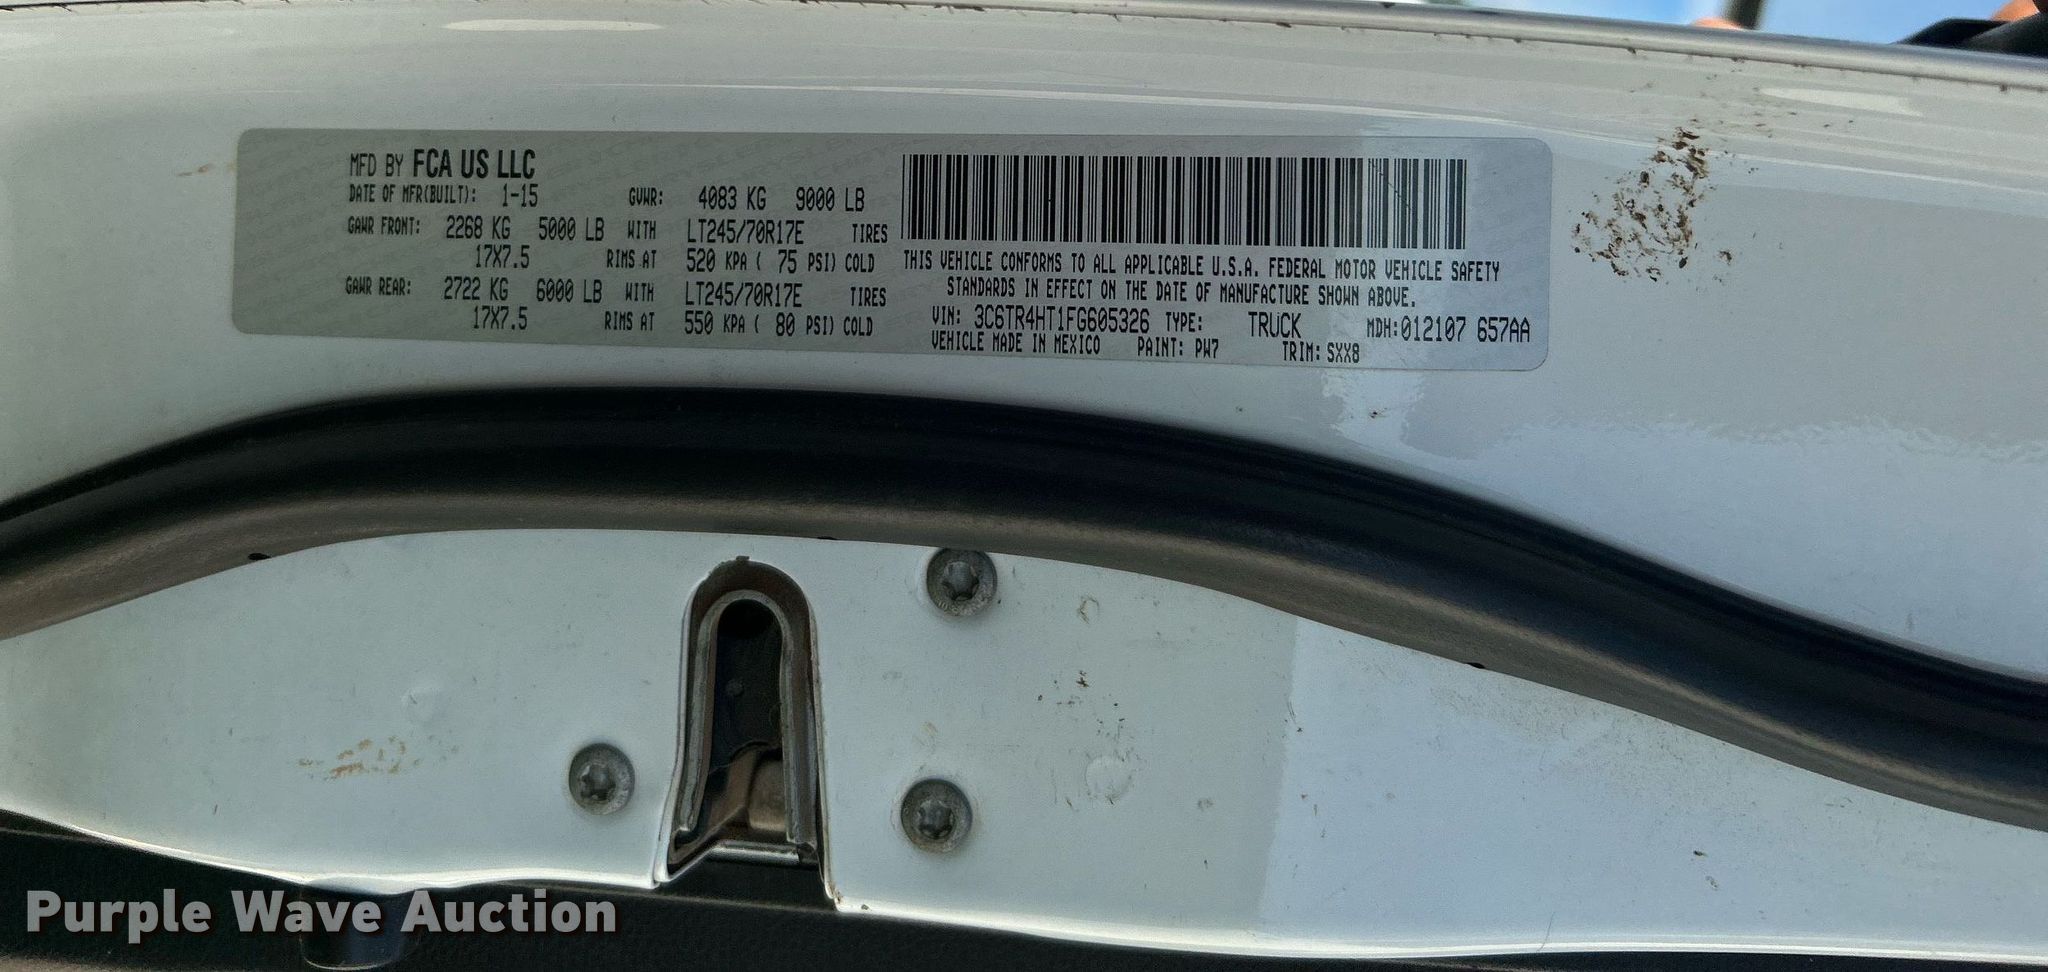 MFD BY FCA US LLC
DATE OF MFR(BUILT): 1-15 GVWR: 4083 KG 9000 LB
GAWR FRONT: 2268 KG 5000 LB WITH LT245/70R17E TIRES
17X7.5 RIMS AT 520 KPA ( 75 PSI) COLD
GAWR REAR: 2722 KG 6000 LB WITH LT245/70R17E TIRES
17X7.5 RIMS AT 550 KPA ( 80 PSI) COLD
THIS VEHICLE CONFORMS TO ALL APPLICABLE U.S.A. FEDERAL MOTOR VEHICLE SAFETY
STANDARDS IN EFFECT ON THE DATE OF MANUFACTURE SHOWN ABOVE.
VIN: 3C6TR4HT1FG605326 TYPE: TRUCK MDH:012107 657AA
VEHICLE MADE IN MEXICO PAINT: PW7 TRIM: SXX8
Purple Wave Auction